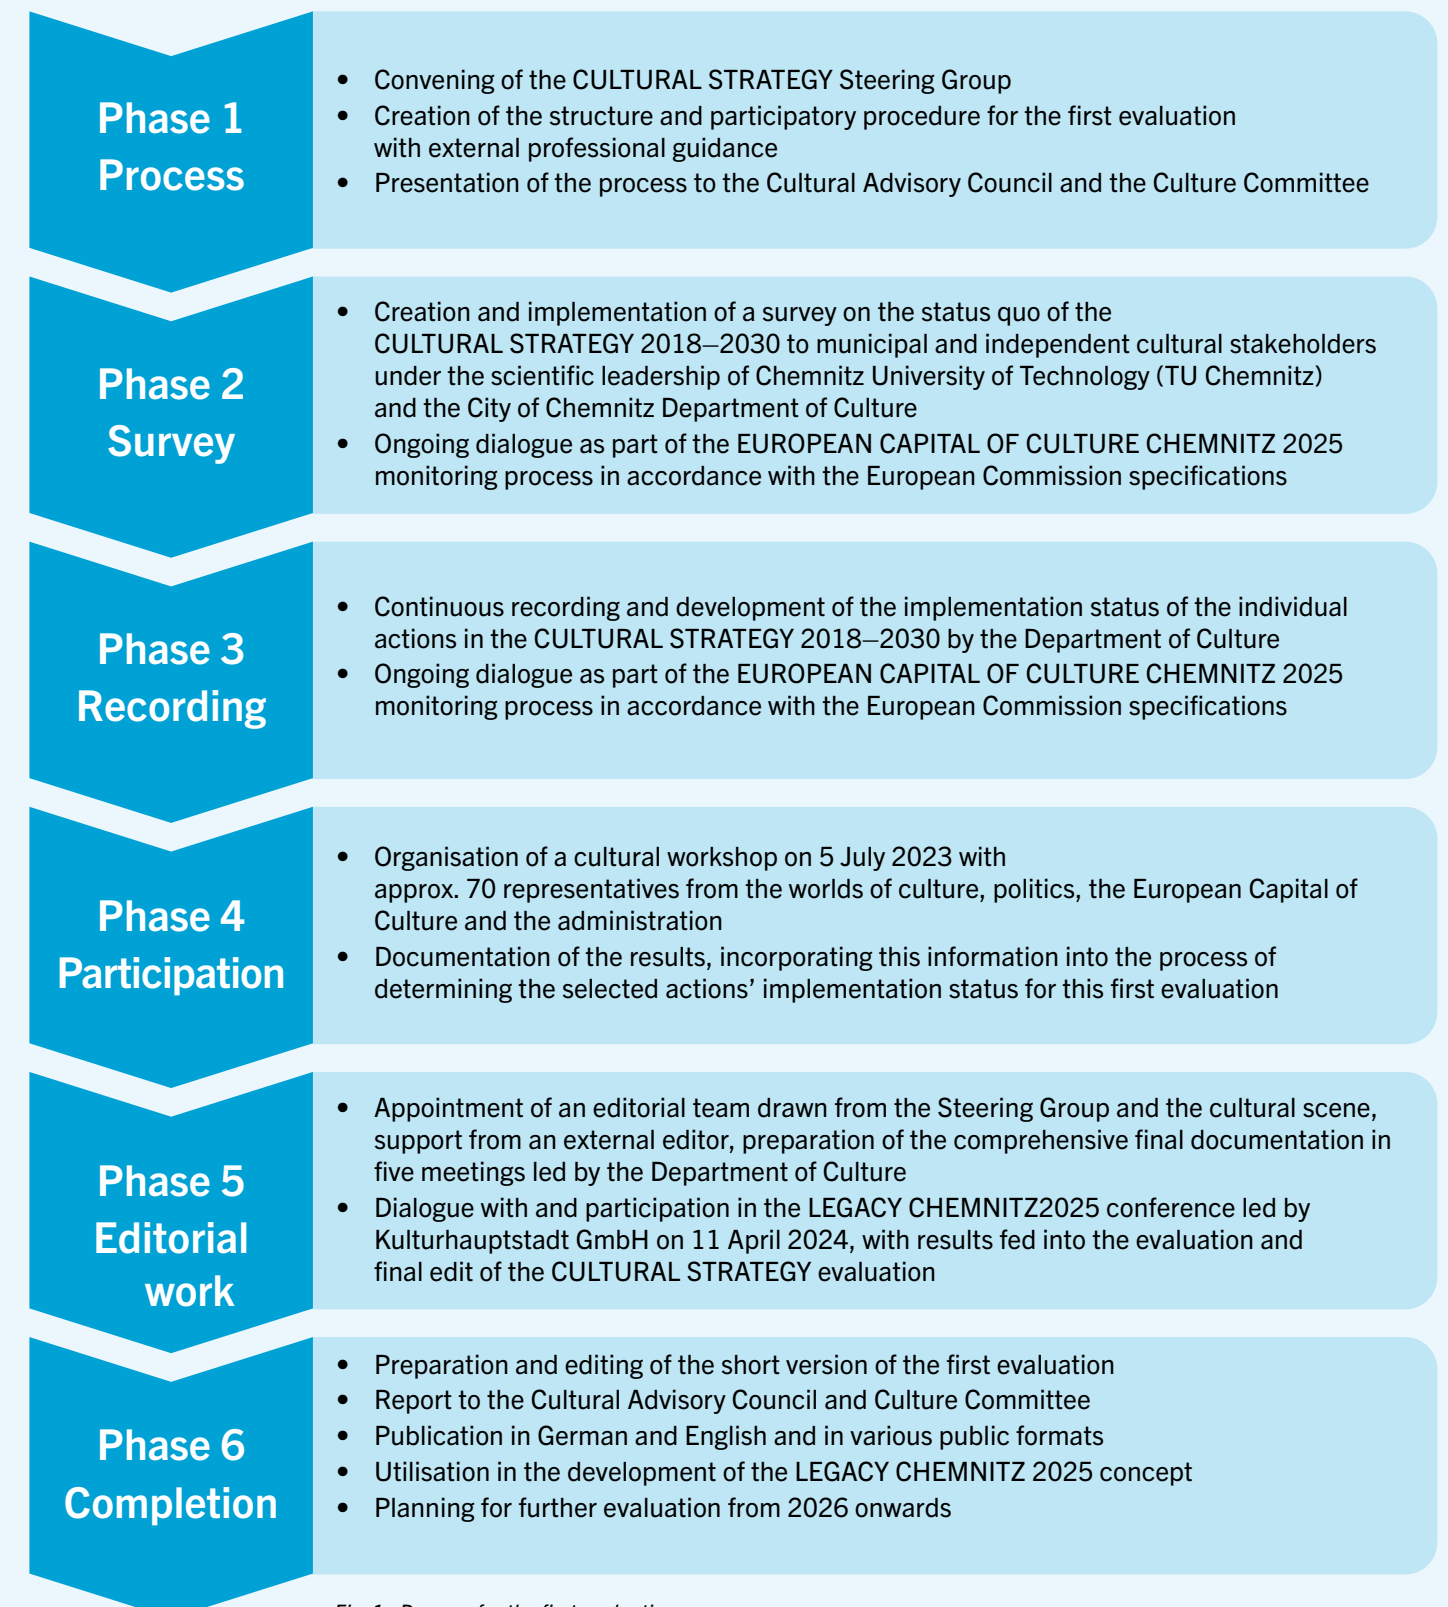 Phase 1
Process
• Convening of the CULTURAL STRATEGY Steering Group
• Creation of the structure and participatory procedure for the first evaluation
with external professional guidance
• Presentation of the process to the Cultural Advisory Council and the Culture Committee
Phase 2
Survey
• Creation and implementation of a survey on the status quo of the
CULTURAL STRATEGY 2018–2030 to municipal and independent cultural stakeholders
under the scientific leadership of Chemnitz University of Technology (TU Chemnitz)
and the City of Chemnitz Department of Culture
• Ongoing dialogue as part of the EUROPEAN CAPITAL OF CULTURE CHEMNITZ 2025
monitoring process in accordance with the European Commission specifications
Phase 3
Recording
• Continuous recording and development of the implementation status of the individual
actions in the CULTURAL STRATEGY 2018–2030 by the Department of Culture
• Ongoing dialogue as part of the EUROPEAN CAPITAL OF CULTURE CHEMNITZ 2025
monitoring process in accordance with the European Commission specifications
Phase 4
Participation
• Organisation of a cultural workshop on 5 July 2023 with
approx. 70 representatives from the worlds of culture, politics, the European Capital of
Culture and the administration
• Documentation of the results, incorporating this information into the process of
determining the selected actions’ implementation status for this first evaluation
Phase 5
Editorial
work
• Appointment of an editorial team drawn from the Steering Group and the cultural scene,
support from an external editor, preparation of the comprehensive final documentation in
five meetings led by the Department of Culture
• Dialogue with and participation in the LEGACY CHEMNITZ2025 conference led by
Kulturhauptstadt GmbH on 11 April 2024, with results fed into the evaluation and
final edit of the CULTURAL STRATEGY evaluation
Phase 6
Completion
• Preparation and editing of the short version of the first evaluation
• Report to the Cultural Advisory Council and Culture Committee
• Publication in German and English and in various public formats
• Utilisation in the development of the LEGACY CHEMNITZ 2025 concept
• Planning for further evaluation from 2026 onwards